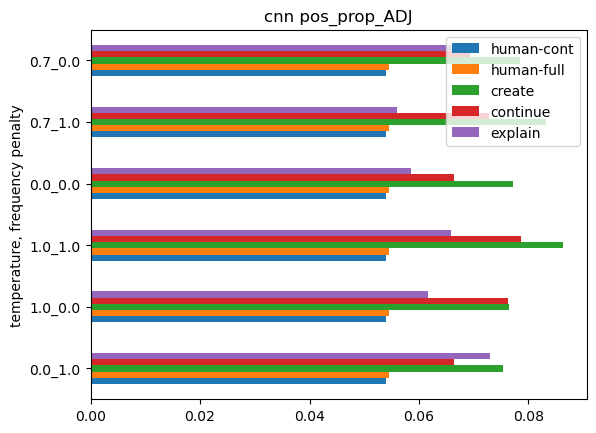 cnn pos_prop_ADJ
human-cont
human-full
create
continue
explain
temperature, frequency penalty
0.7_0.0
0.7_1.0
0.0_0.0
1.0_1.0
1.0_0.0
0.0_1.0
0.00 0.02 0.04 0.06 0.08